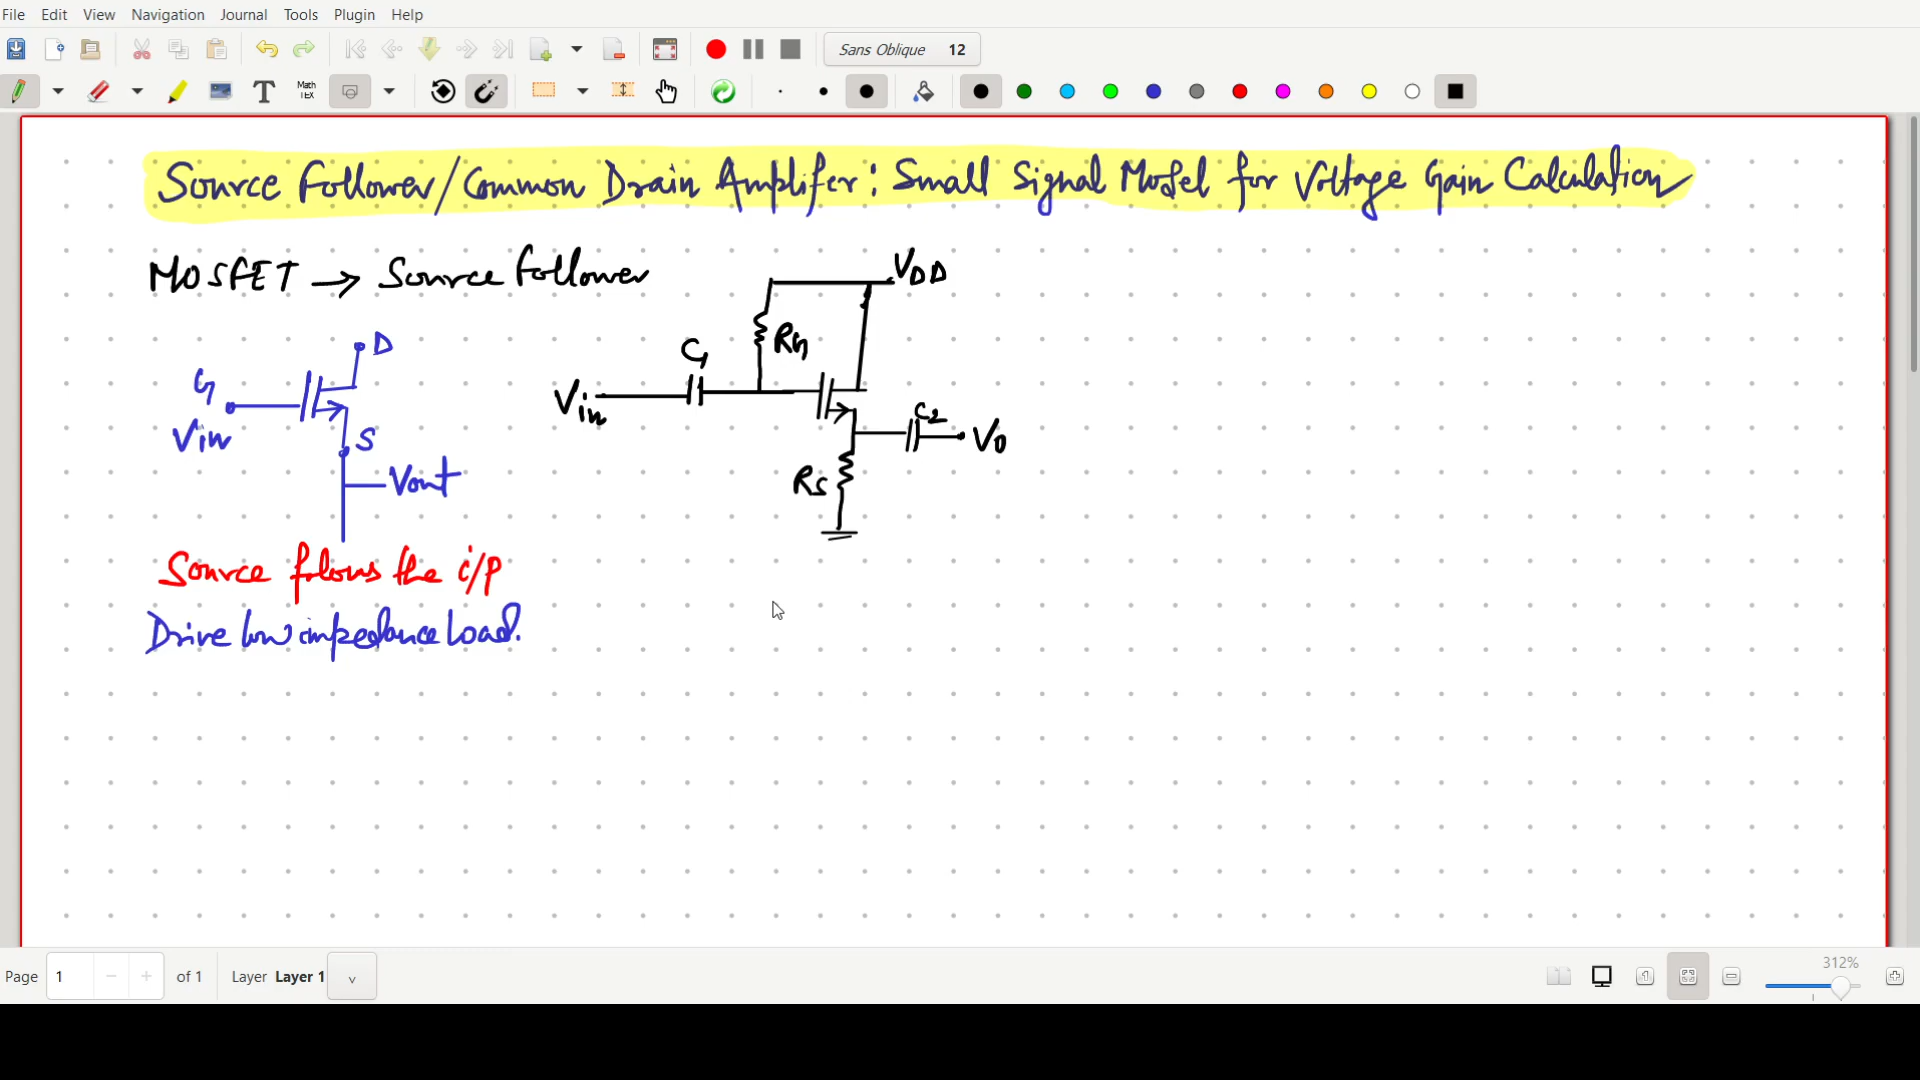 File Edit View Navigation Journal Tools Plugin Help
Sans Oblique 12
T Math TEX
Source Follower/Common Drain Amplifer: Small Signal Model for Voltage Gain Calculation
MOSFET → Source follower
VDD
RG
D
G
C1
Vin
Vin
S
C2
Vo
Vout
Rs
Source follows the i/p
Drive low impedance Load.
Page 1 of 1 Layer Layer 1
312%